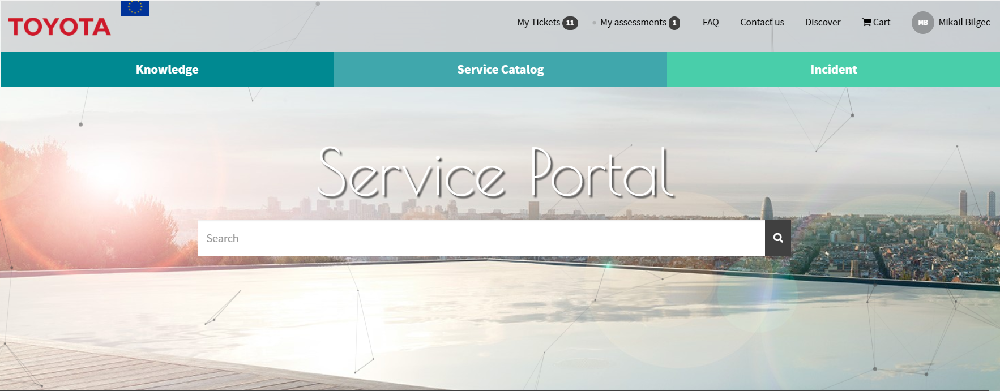 TOYOTA
My Tickets 11
My assessments 1
FAQ
Contact us
Discover
Cart
MB
Mikail Bilgec
Knowledge
Service Catalog
Incident
Service Portal
Search